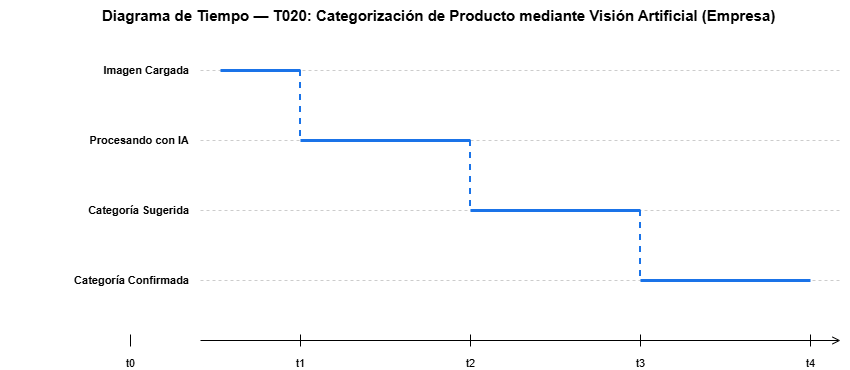 Diagrama de Tiempo — T020: Categorización de Producto mediante Visión Artificial (Empresa)
Imagen Cargada
Procesando con IA
Categoría Sugerida
Categoría Confirmada
t0 t1 t2 t3 t4